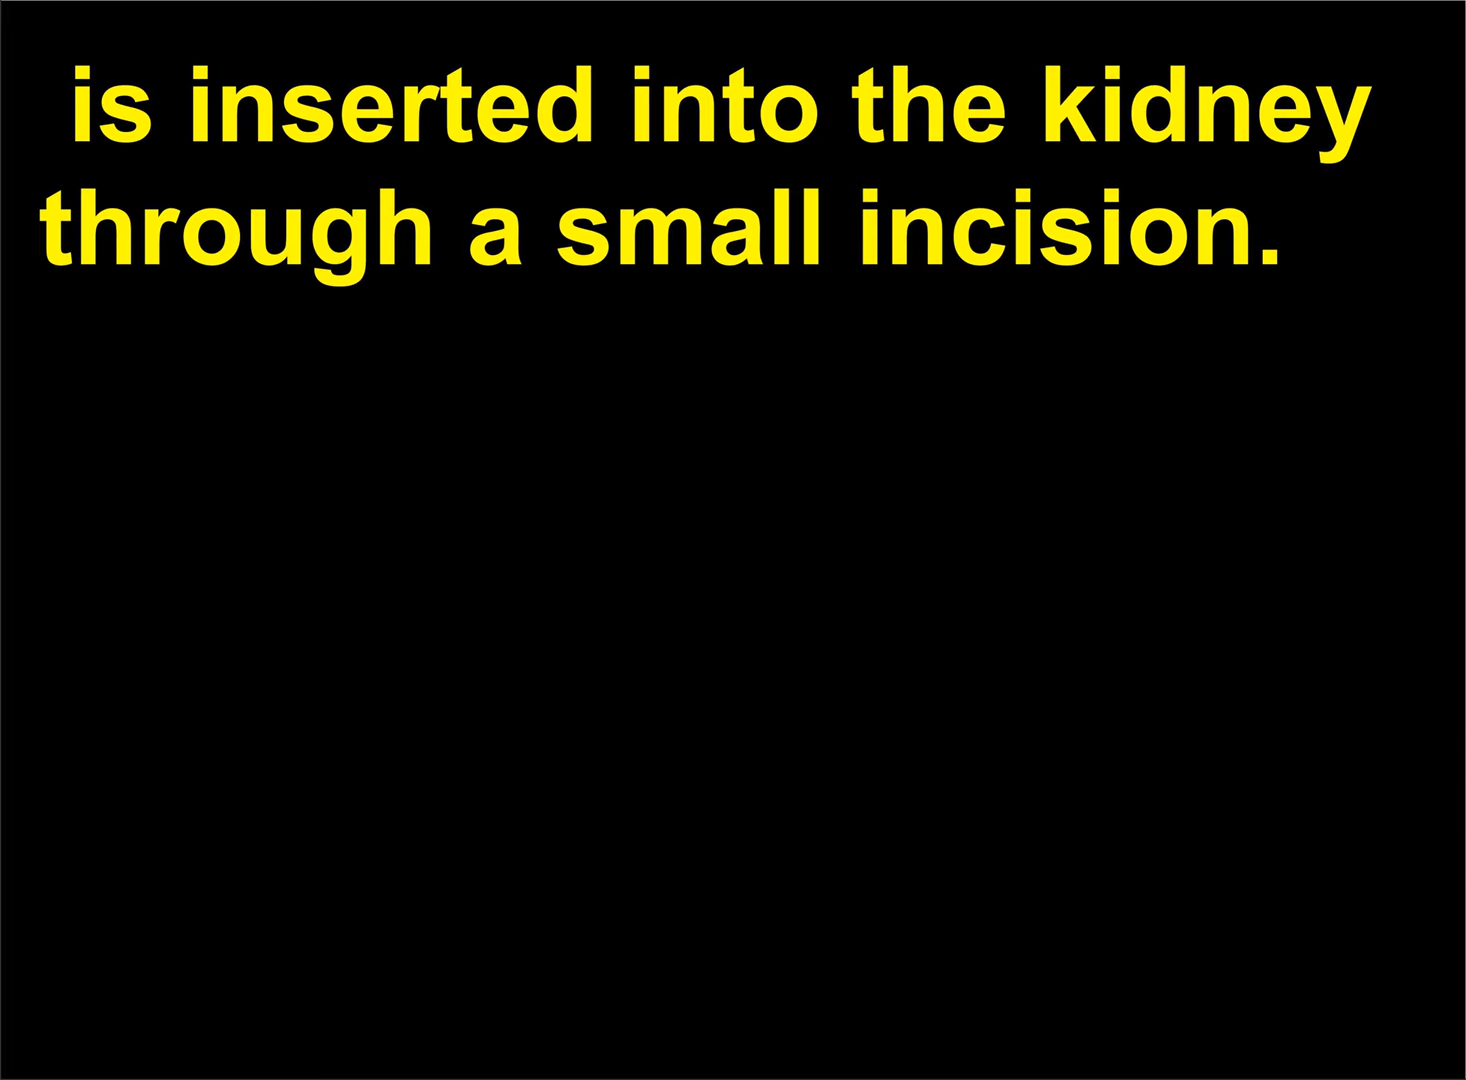 is inserted into the kidney
through a small incision.